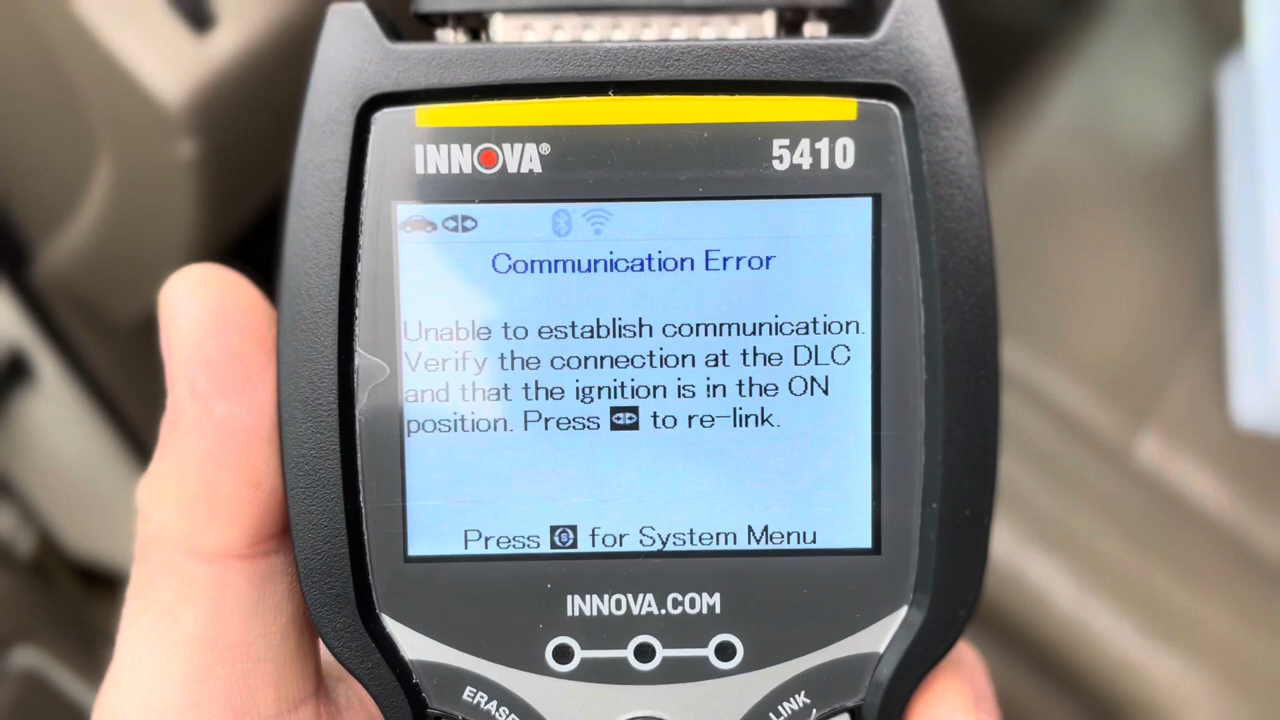 INNOVA®
5410
Communication Error
Unable to establish communication.
Verify the connection at the DLC
and that the ignition is in the ON
position. Press to re-link.
Press for System Menu
INNOVA.COM
ERASE
LINK